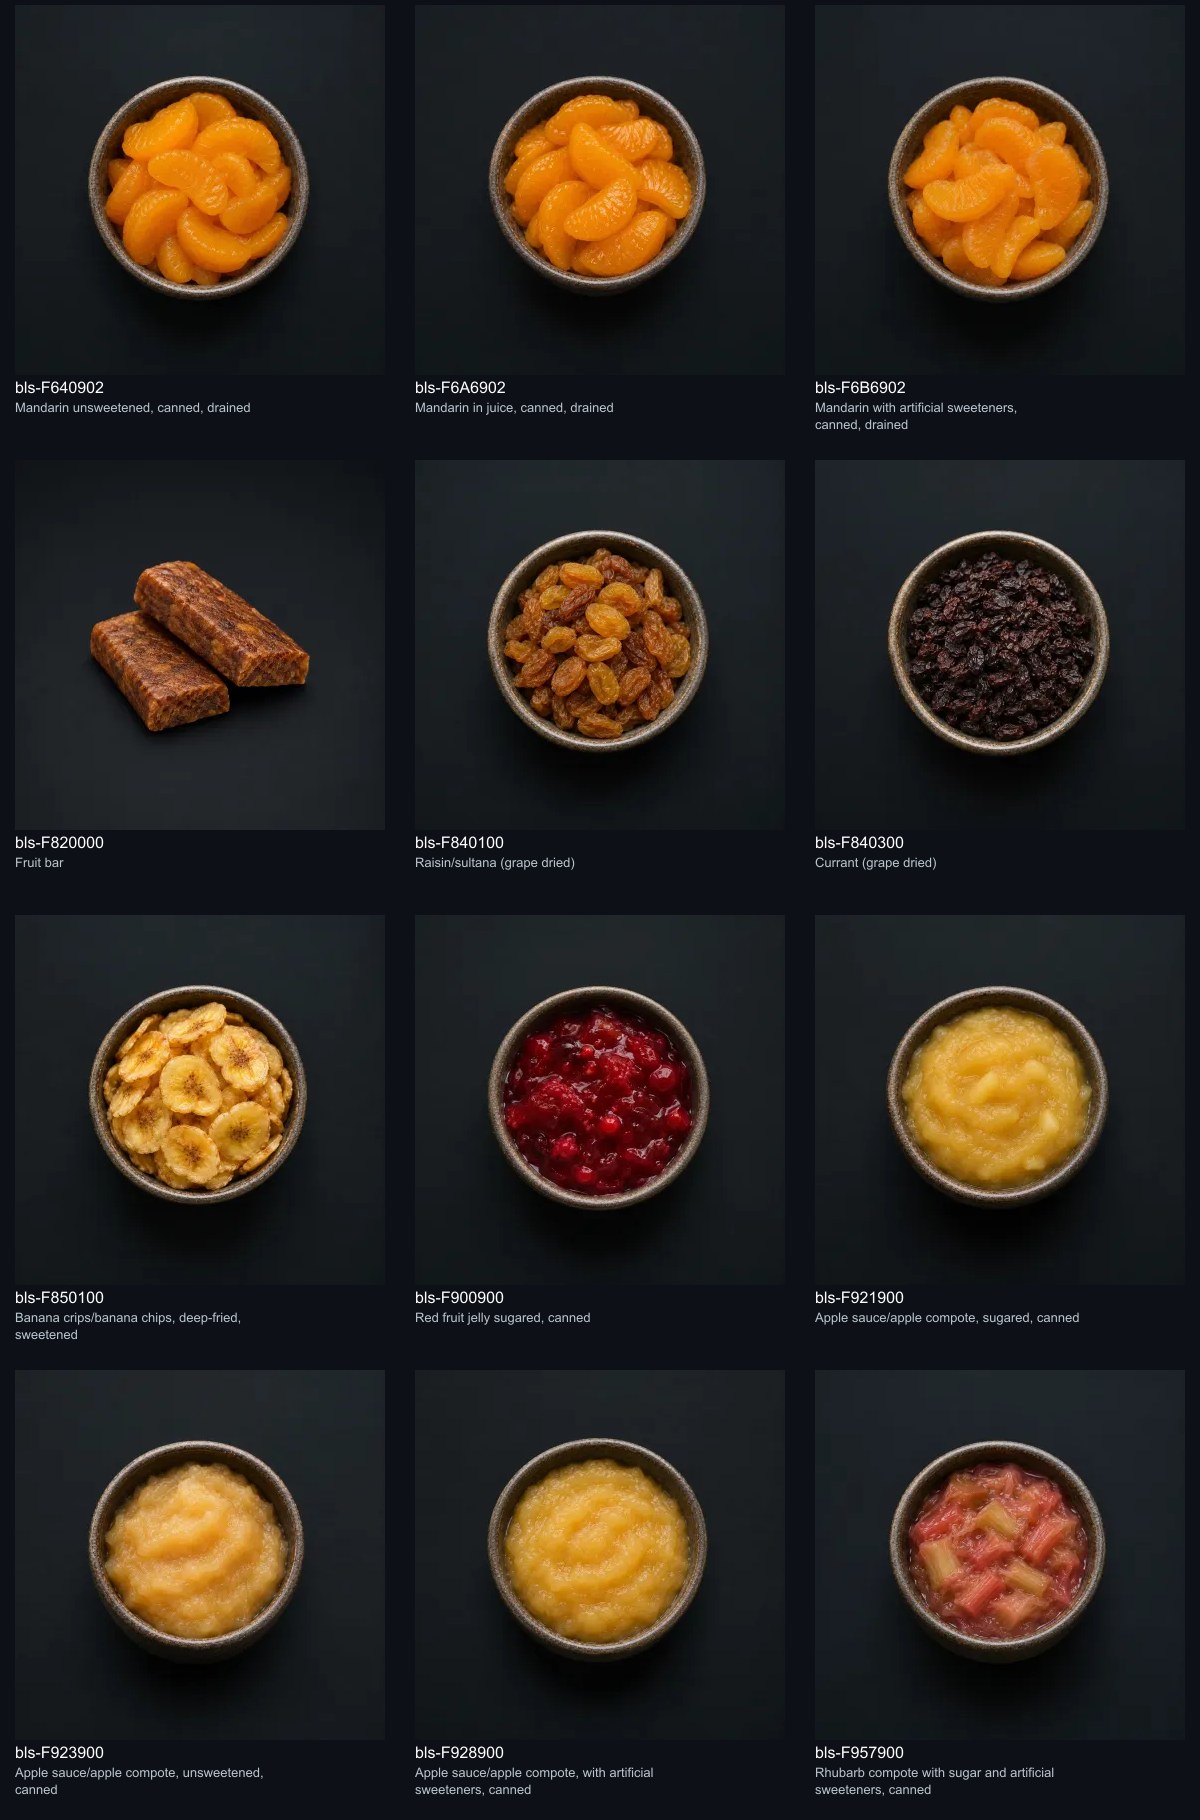 bls-F640902
Mandarin unsweetened, canned, drained
bls-F6A6902
Mandarin in juice, canned, drained
bls-F6B6902
Mandarin with artificial sweeteners,
canned, drained
bls-F820000
Fruit bar
bls-F840100
Raisin/sultana (grape dried)
bls-F840300
Currant (grape dried)
bls-F850100
Banana crips/banana chips, deep-fried,
sweetened
bls-F900900
Red fruit jelly sugared, canned
bls-F921900
Apple sauce/apple compote, sugared, canned
bls-F923900
Apple sauce/apple compote, unsweetened,
canned
bls-F928900
Apple sauce/apple compote, with artificial
sweeteners, canned
bls-F957900
Rhubarb compote with sugar and artificial
sweeteners, canned